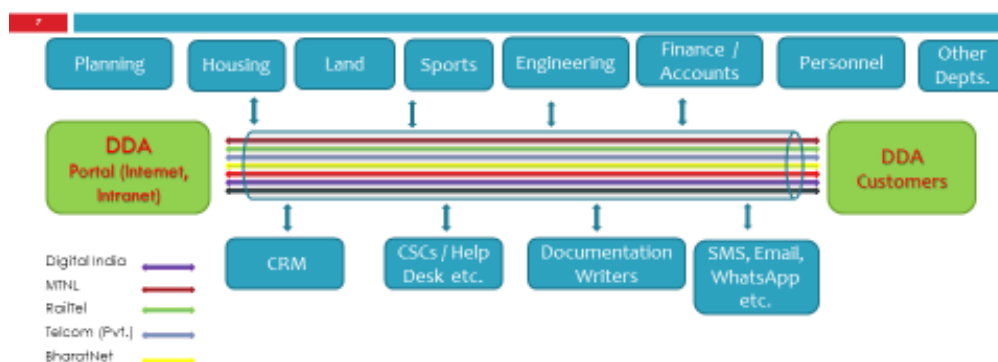 7
Planning
Housing
Land
Sports
Engineering
Finance /
Accounts
Personnel
Other
Depts.
DDA
Portal (Internet,
Intranet)
DDA
Customers
CRM
CSCs / Help
Desk etc.
Documentation
Writers
SMS, Email,
WhatsApp
etc.
Digital India
MTNL
RailTel
Telcom (Pvt.)
BharatNet